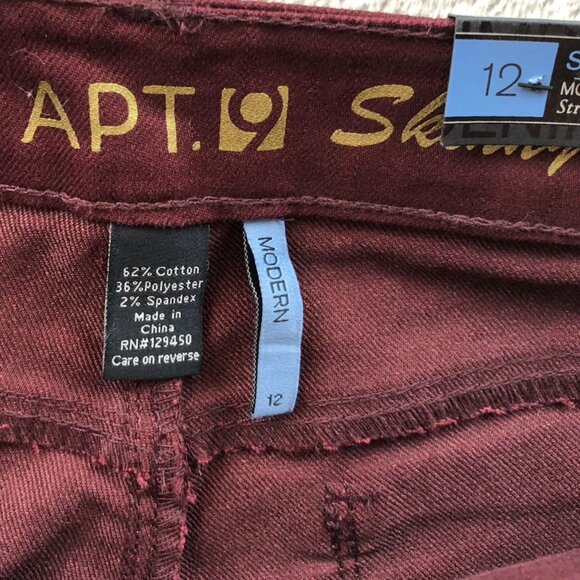 APT. 9
12
MODERN
62% Cotton
36%Polyester
2% Spandex
Made in
China
RN#129450
Care on reverse
12